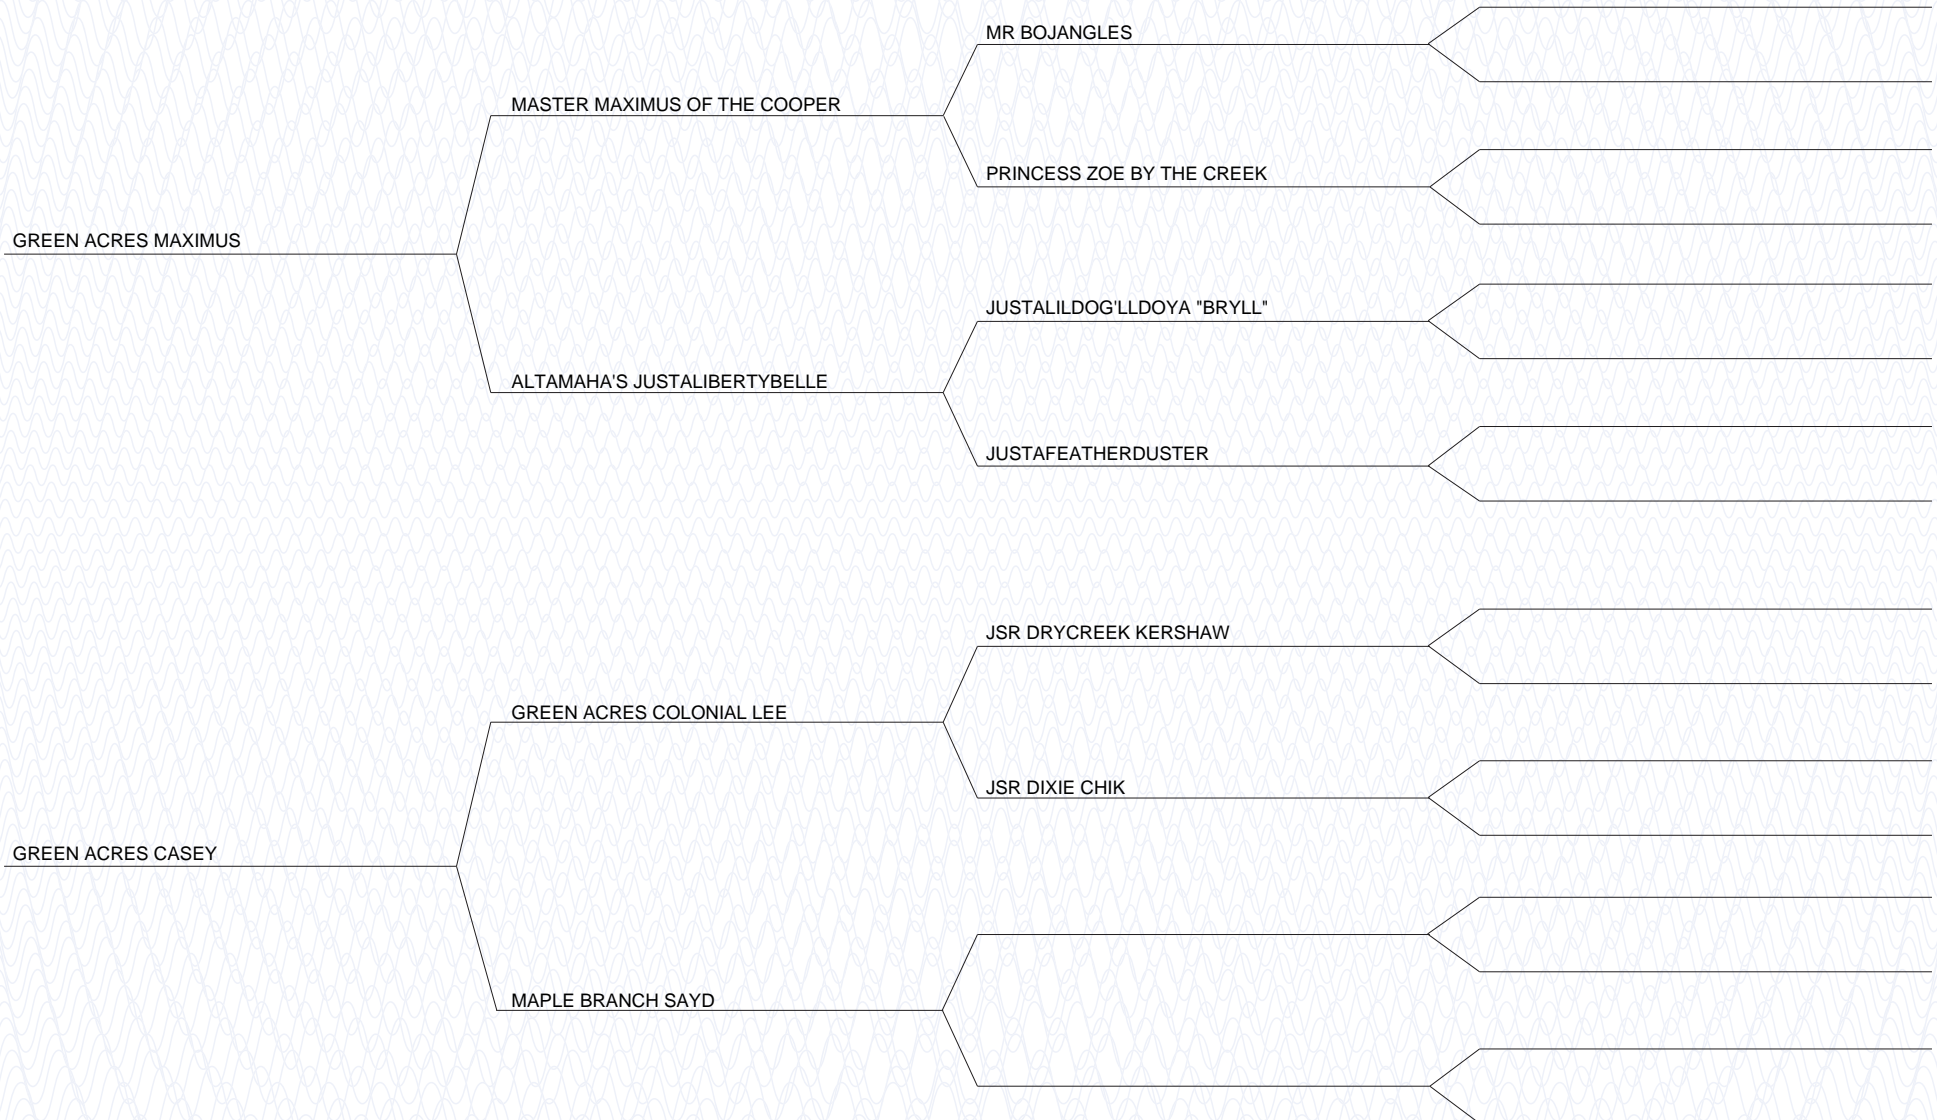 MR BOJANGLES
MASTER MAXIMUS OF THE COOPER
PRINCESS ZOE BY THE CREEK
GREEN ACRES MAXIMUS
JUSTALILDOG'LLDOYA "BRYLL"
ALTAMAHA'S JUSTALIBERTYBELLE
JUSTAFEATHERDUSTER
JSR DRYCREEK KERSHAW
GREEN ACRES COLONIAL LEE
JSR DIXIE CHIK
GREEN ACRES CASEY
MAPLE BRANCH SAYD